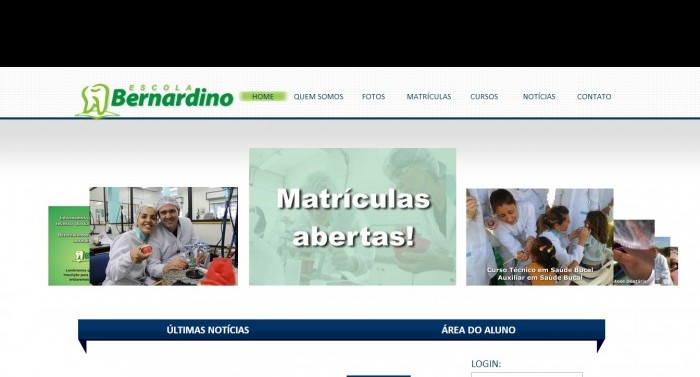 ESCOLA
Bernardino
HOME QUEM SOMOS FOTOS MATRÍCULAS CURSOS NOTÍCIAS CONTATO
Matrículas
abertas!
Curso Técnico em Saúde Bucal
Auxiliar em Saúde Bucal
ÚLTIMAS NOTÍCIAS ÁREA DO ALUNO
LOGIN: